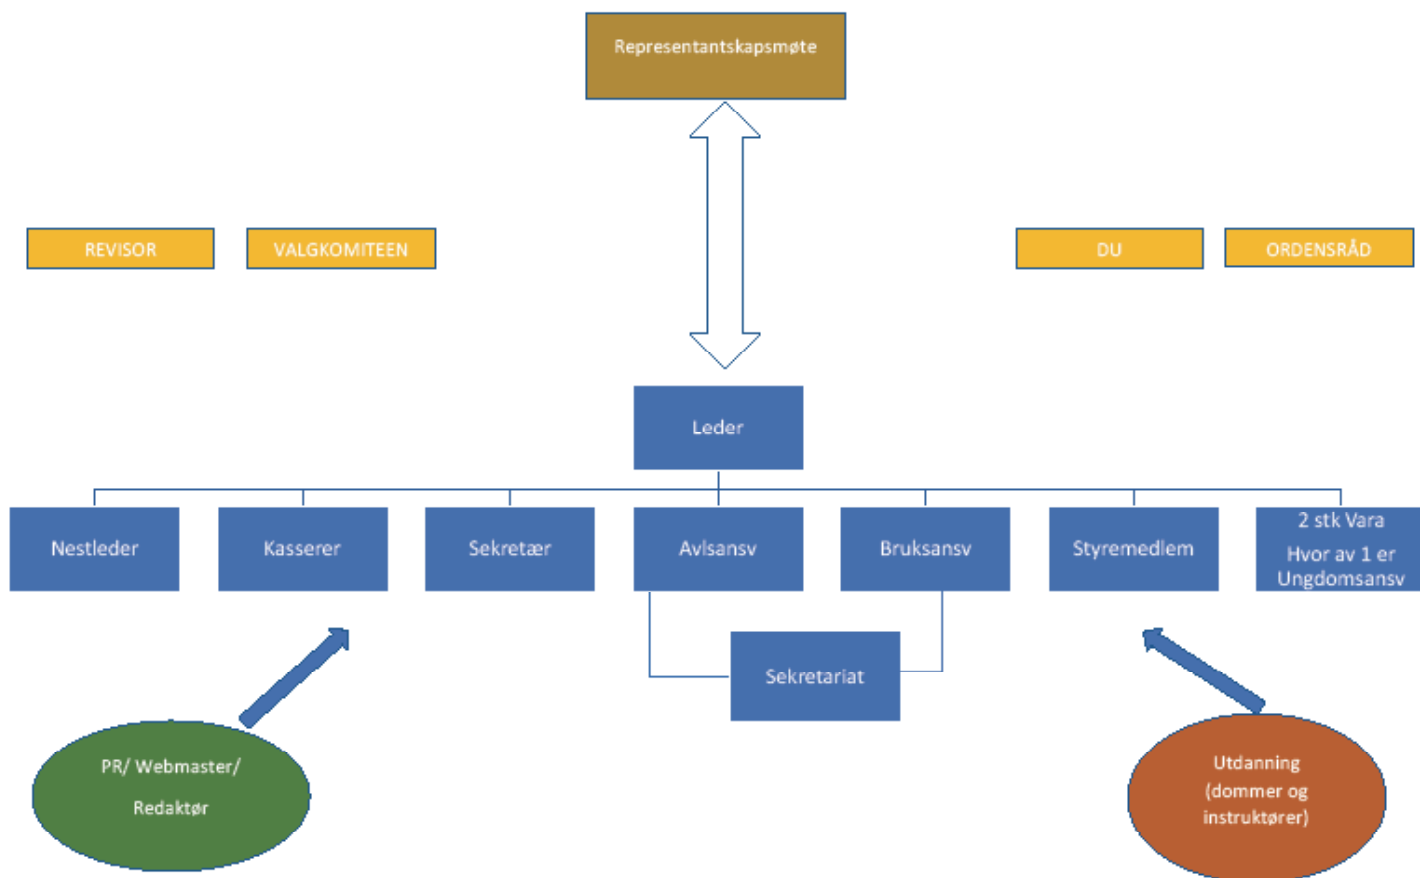 Representantskapsmøte
REVISOR
VALGKOMITEEN
DU
ORDENSRÅD
Leder
Nestleder
Kasserer
Sekretær
Avlsansv
Bruksansv
Styremedlem
2 stk Vara
Hvor av 1 er
Ungdomsansv
Sekretariat
PR/ Webmaster/
Redaktør
Utdanning
(dommer og
instruktører)